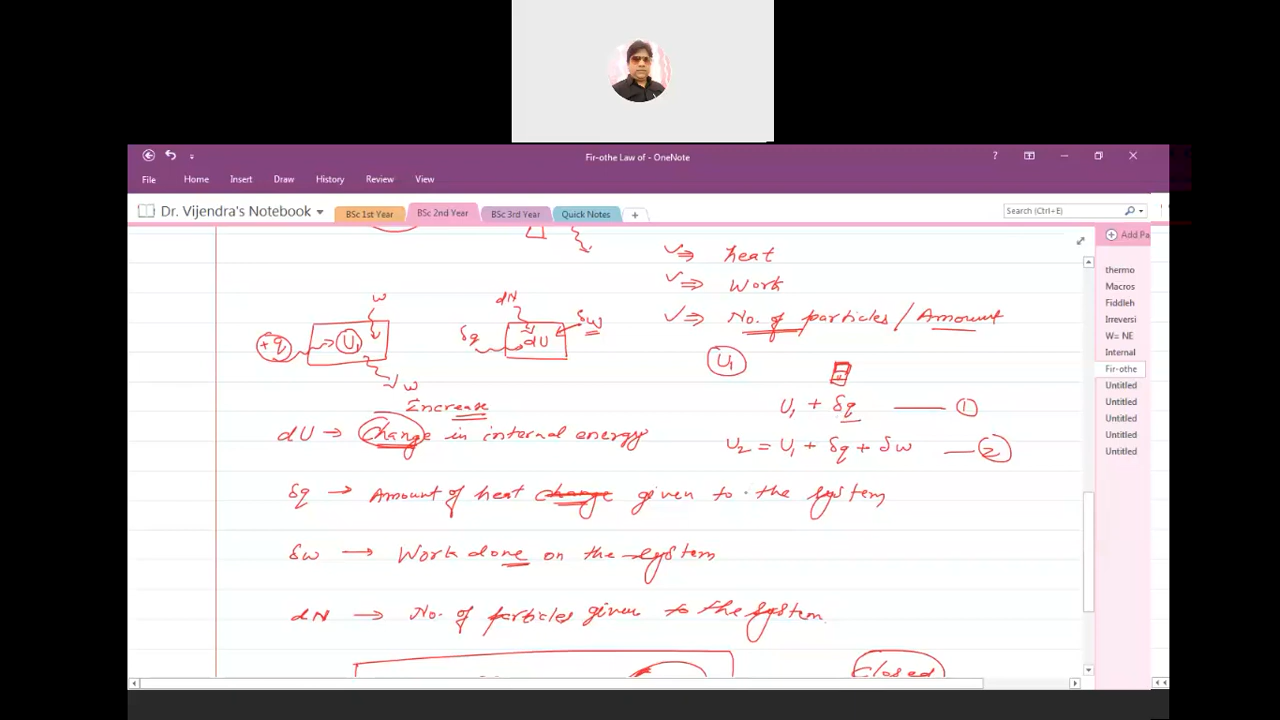 Fir-othe Law of - OneNote
File Home Insert Draw History Review View
Dr. Vijendra's Notebook BSc 1st Year BSc 2nd Year BSc 3rd Year Quick Notes + Search (Ctrl+E)
Add Pa
thermo
Macros
Fiddleh
Irreversi
W= NE
Internal
Fir-othe
Untitled
Untitled
Untitled
Untitled
Untitled
✓⇒ heat
✓⇒ Work
✓⇒ No. of particles / Amount
w
+q U₁
w
dN
δq dU δw
U₁
U₁ + δq —— ①
U₂ = U₁ + δq + δw — ②
Increase
dU → Change in internal energy
δq → Amount of heat change given to the system
δw → Work done on the system
dN → No. of particles given to the system.
Closed